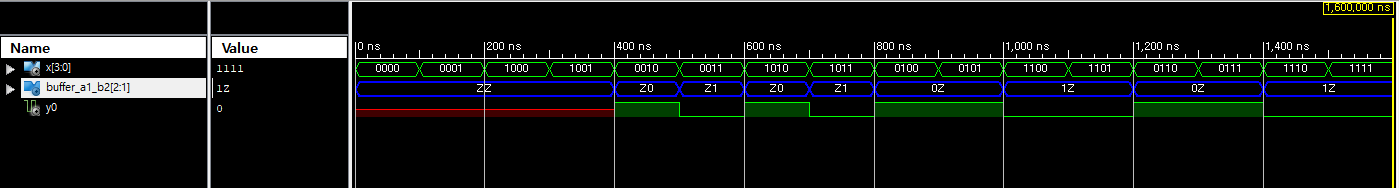 1,600,000 ns
Name Value
0 ns 200 ns 400 ns 600 ns 800 ns 1,000 ns 1,200 ns 1,400 ns
x[3:0] 1111 0000 0001 1000 1001 0010 0011 1010 1011 0100 0101 1100 1101 0110 0111 1110 1111
buffer_a1_b2[2:1] 1Z ZZ Z0 Z1 Z0 Z1 0Z 1Z 0Z 1Z
y0 0